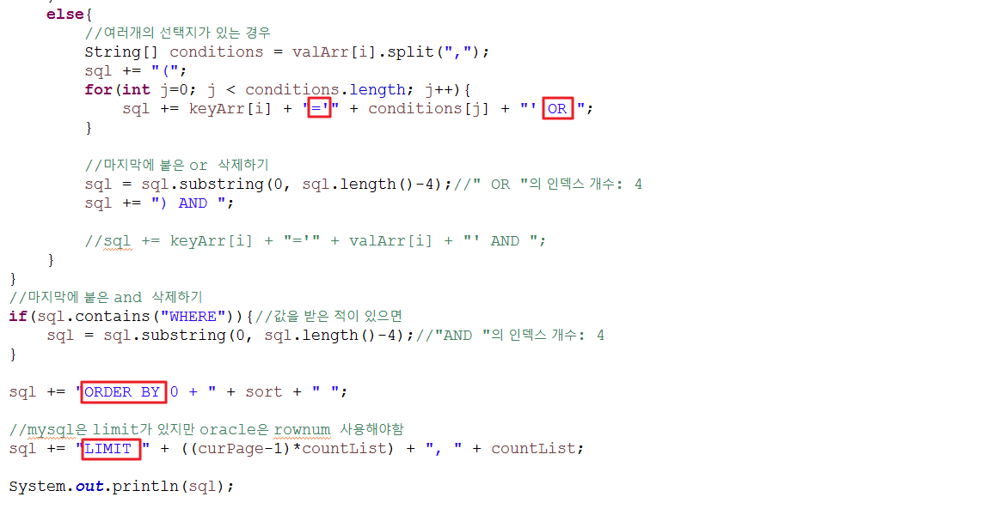 else{
//여러개의 선택지가 있는 경우
String[] conditions = valArr[i].split(",");
sql += "(";
for(int j=0; j < conditions.length; j++){
sql += keyArr[i] + "='" + conditions[j] + "' OR ";
}
//마지막에 붙은 or 삭제하기
sql = sql.substring(0, sql.length()-4);//" OR "의 인덱스 개수: 4
sql += ") AND ";
//sql += keyArr[i] + "='" + valArr[i] + "' AND ";
}
}
//마지막에 붙은 and 삭제하기
if(sql.contains("WHERE")){//값을 받은 적이 있으면
sql = sql.substring(0, sql.length()-4);//"AND "의 인덱스 개수: 4
}
sql += "ORDER BY 0 + " + sort + " ";
//mysql은 limit가 있지만 oracle은 rownum 사용해야함
sql += "LIMIT " + ((curPage-1)*countList) + ", " + countList;
System.out.println(sql);